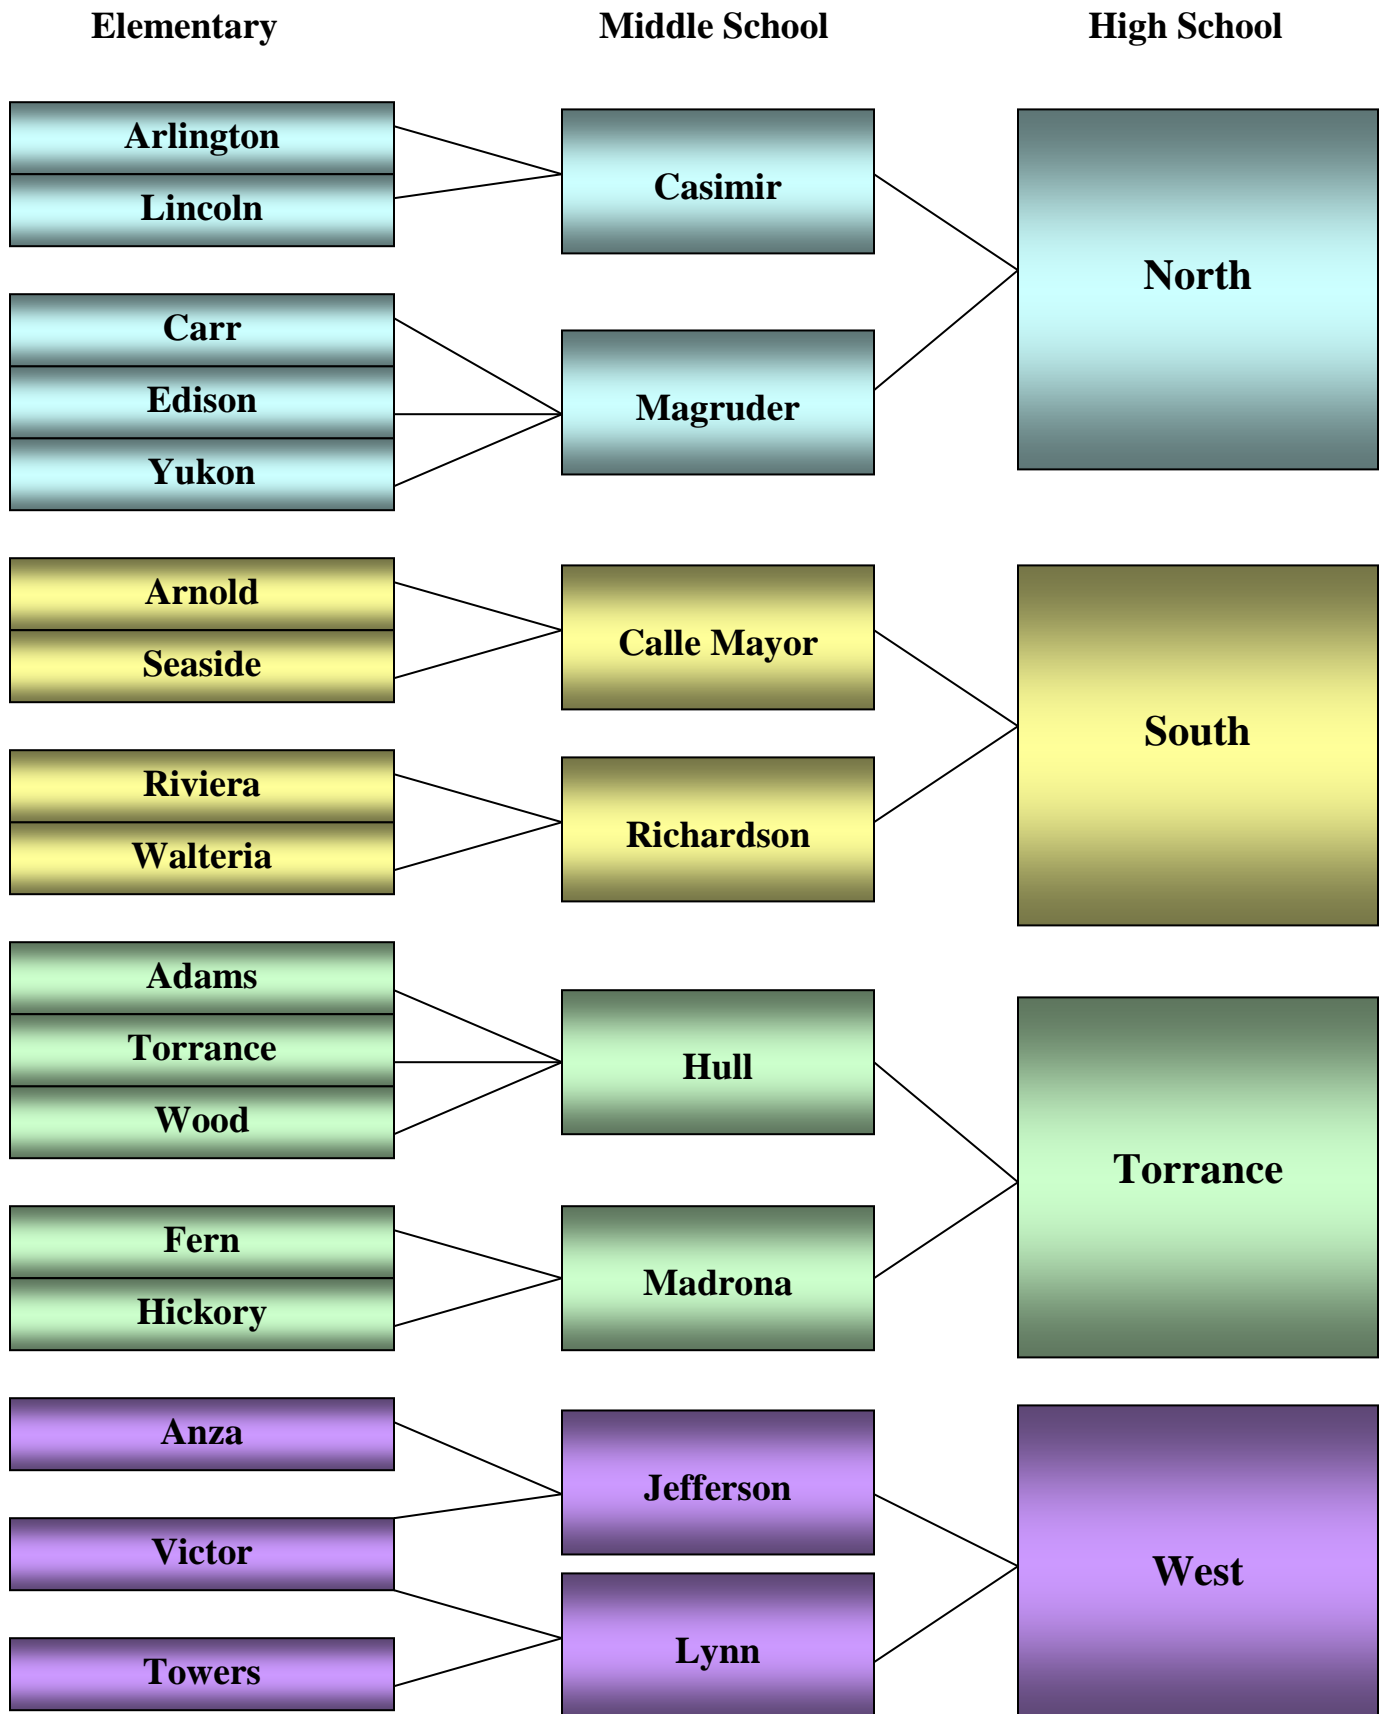 Elementary Middle School High School
Arlington
Lincoln
Casimir
Carr
Edison
Yukon
Magruder
North
Arnold
Seaside
Calle Mayor
Riviera
Walteria
Richardson
South
Adams
Torrance
Wood
Hull
Fern
Hickory
Madrona
Torrance
Anza
Victor
Towers
Jefferson
Lynn
West